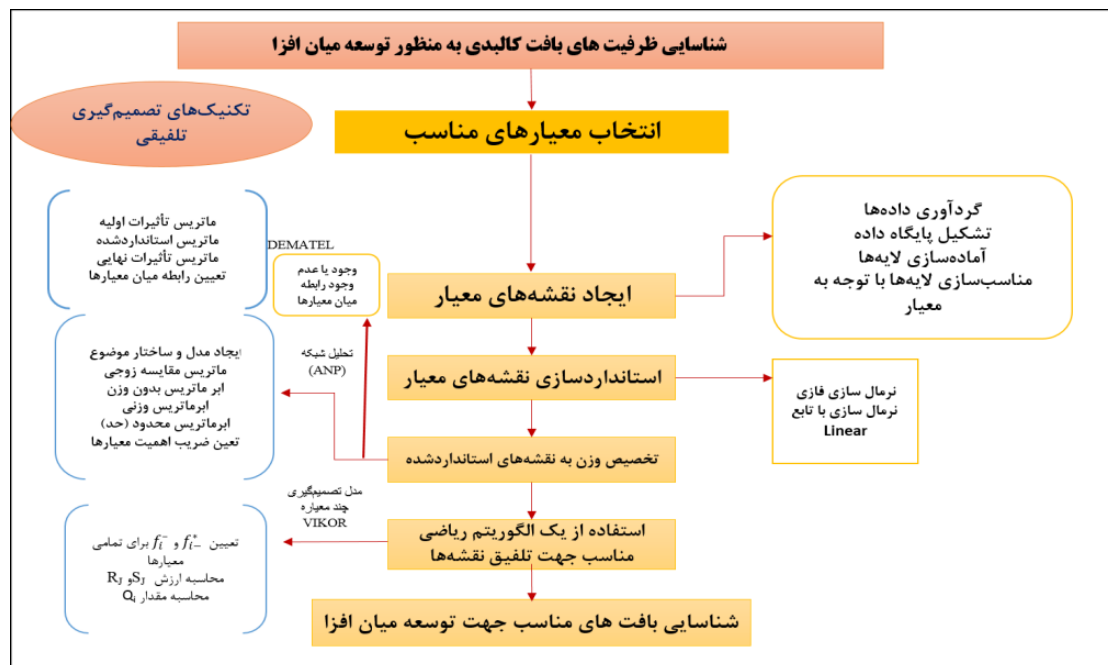 شناسایی ظرفیت های بافت کالبدی به منظور توسعه میان افزا
تکنیک‌های تصمیم‌گیری
تلفیقی
انتخاب معیارهای مناسب
گردآوری داده‌ها
تشکیل پایگاه داده
آماده‌سازی لایه‌ها
مناسب‌سازی لایه‌ها با توجه به
معیار
ماتریس تأثیرات اولیه
ماتریس استانداردشده
ماتریس تأثیرات نهایی
تعیین رابطه میان معیارها
DEMATEL
وجود یا عدم
وجود رابطه
میان معیارها
ایجاد نقشه‌های معیار
ایجاد مدل و ساختار موضوع
ماتریس مقایسه زوجی
ابر ماتریس بدون وزن
ابرماتریس وزنی
ابرماتریس محدود (حد)
تعین ضریب اهمیت معیارها
تحلیل شبکه
(ANP)
استانداردسازی نقشه‌های معیار
نرمال سازی فازی
نرمال سازی با تابع
Linear
تخصیص وزن به نقشه‌های استانداردشده
مدل تصمیم‌گیری
چند معیاره
VIKOR
استفاده از یک الگوریتم ریاضی
مناسب جهت تلفیق نقشه‌ها
تعیین f*i− و f−i برای تمامی
معیارها
محاسبه ارزش SJ و RJ
محاسبه مقدار Qi
شناسایی بافت های مناسب جهت توسعه میان افزا